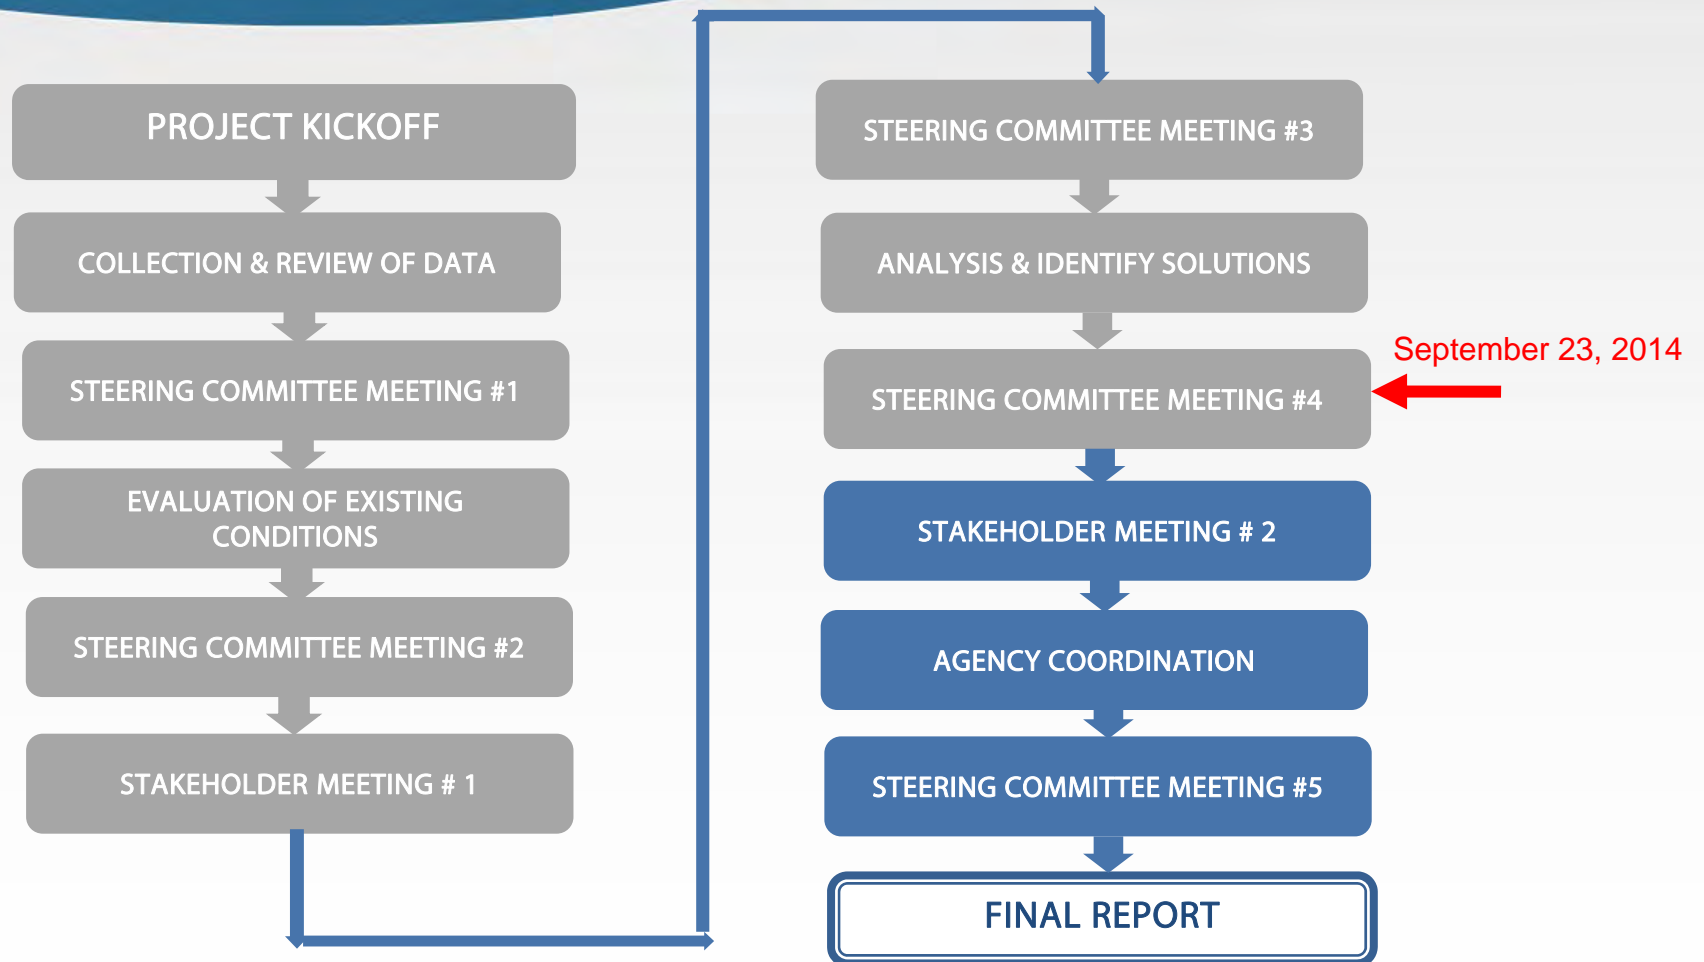 PROJECT KICKOFF
COLLECTION & REVIEW OF DATA
STEERING COMMITTEE MEETING #1
EVALUATION OF EXISTING
CONDITIONS
STEERING COMMITTEE MEETING #2
STAKEHOLDER MEETING # 1
STEERING COMMITTEE MEETING #3
ANALYSIS & IDENTIFY SOLUTIONS
September 23, 2014
STEERING COMMITTEE MEETING #4
STAKEHOLDER MEETING # 2
AGENCY COORDINATION
STEERING COMMITTEE MEETING #5
FINAL REPORT